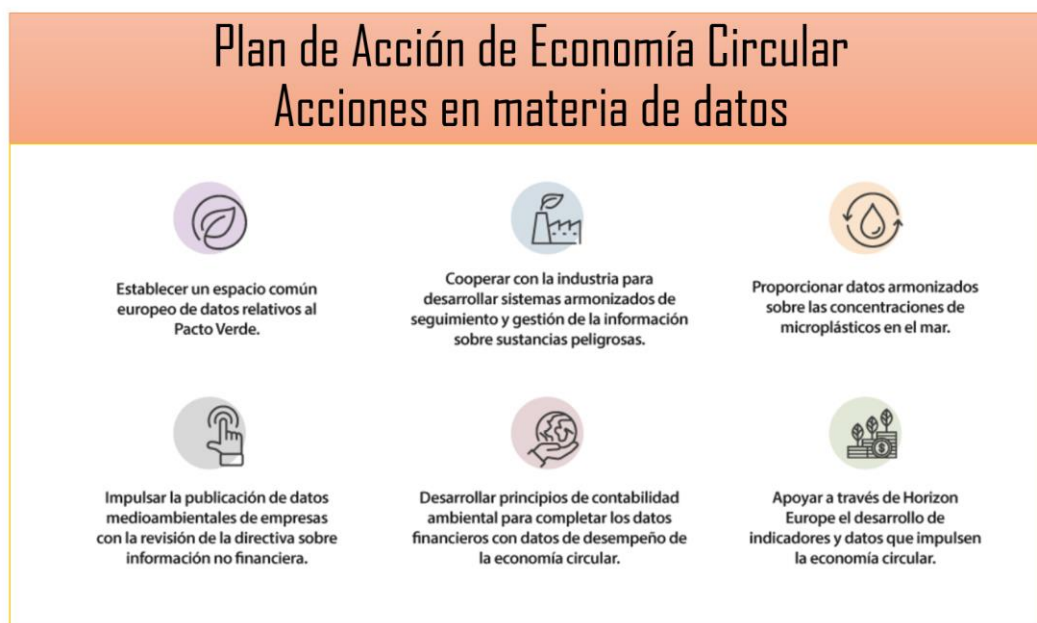 Plan de Acción de Economía Circular
Acciones en materia de datos
Establecer un espacio común
europeo de datos relativos al
Pacto Verde.
Cooperar con la industria para
desarrollar sistemas armonizados de
seguimiento y gestión de la información
sobre sustancias peligrosas.
Proporcionar datos armonizados
sobre las concentraciones de
microplásticos en el mar.
Impulsar la publicación de datos
medioambientales de empresas
con la revisión de la directiva sobre
información no financiera.
Desarrollar principios de contabilidad
ambiental para completar los datos
financieros con datos de desempeño de
la economía circular.
Apoyar a través de Horizon
Europe el desarrollo de
indicadores y datos que impulsen
la economía circular.